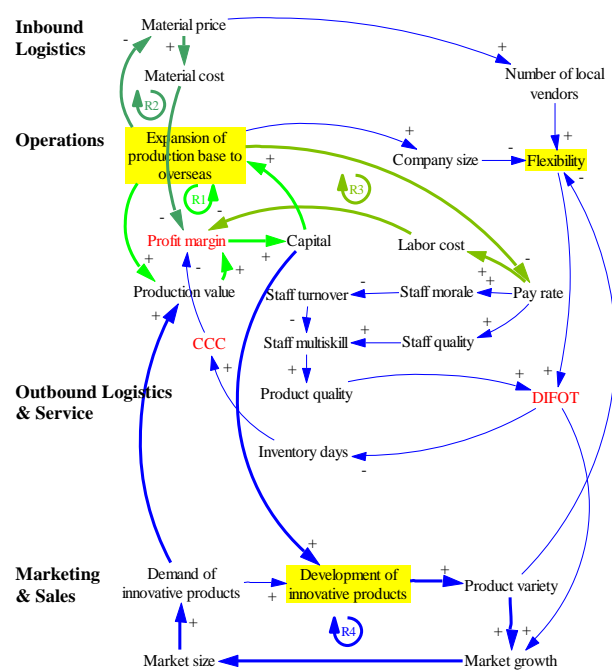 Inbound
Logistics
Material price
-
+
+
Material cost
R2
Number of local
vendors
+
Operations
Expansion of
production base to
overseas
+
Company size
-
Flexibility
-
+
R1
R3
-
-
Profit margin
+
Capital
Labor cost
-
+
+
-
Production value
Staff turnover
-
Staff morale
+
+
Pay rate
+
-
+
CCC
+
Staff multiskill
+
Staff quality
+
Outbound Logistics
& Service
Product quality
+
+
DIFOT
Inventory days
-
Marketing
& Sales
Demand of
innovative products
+
+
Development of
innovative products
+
Product variety
R4
+
+
+
Market size
Market growth